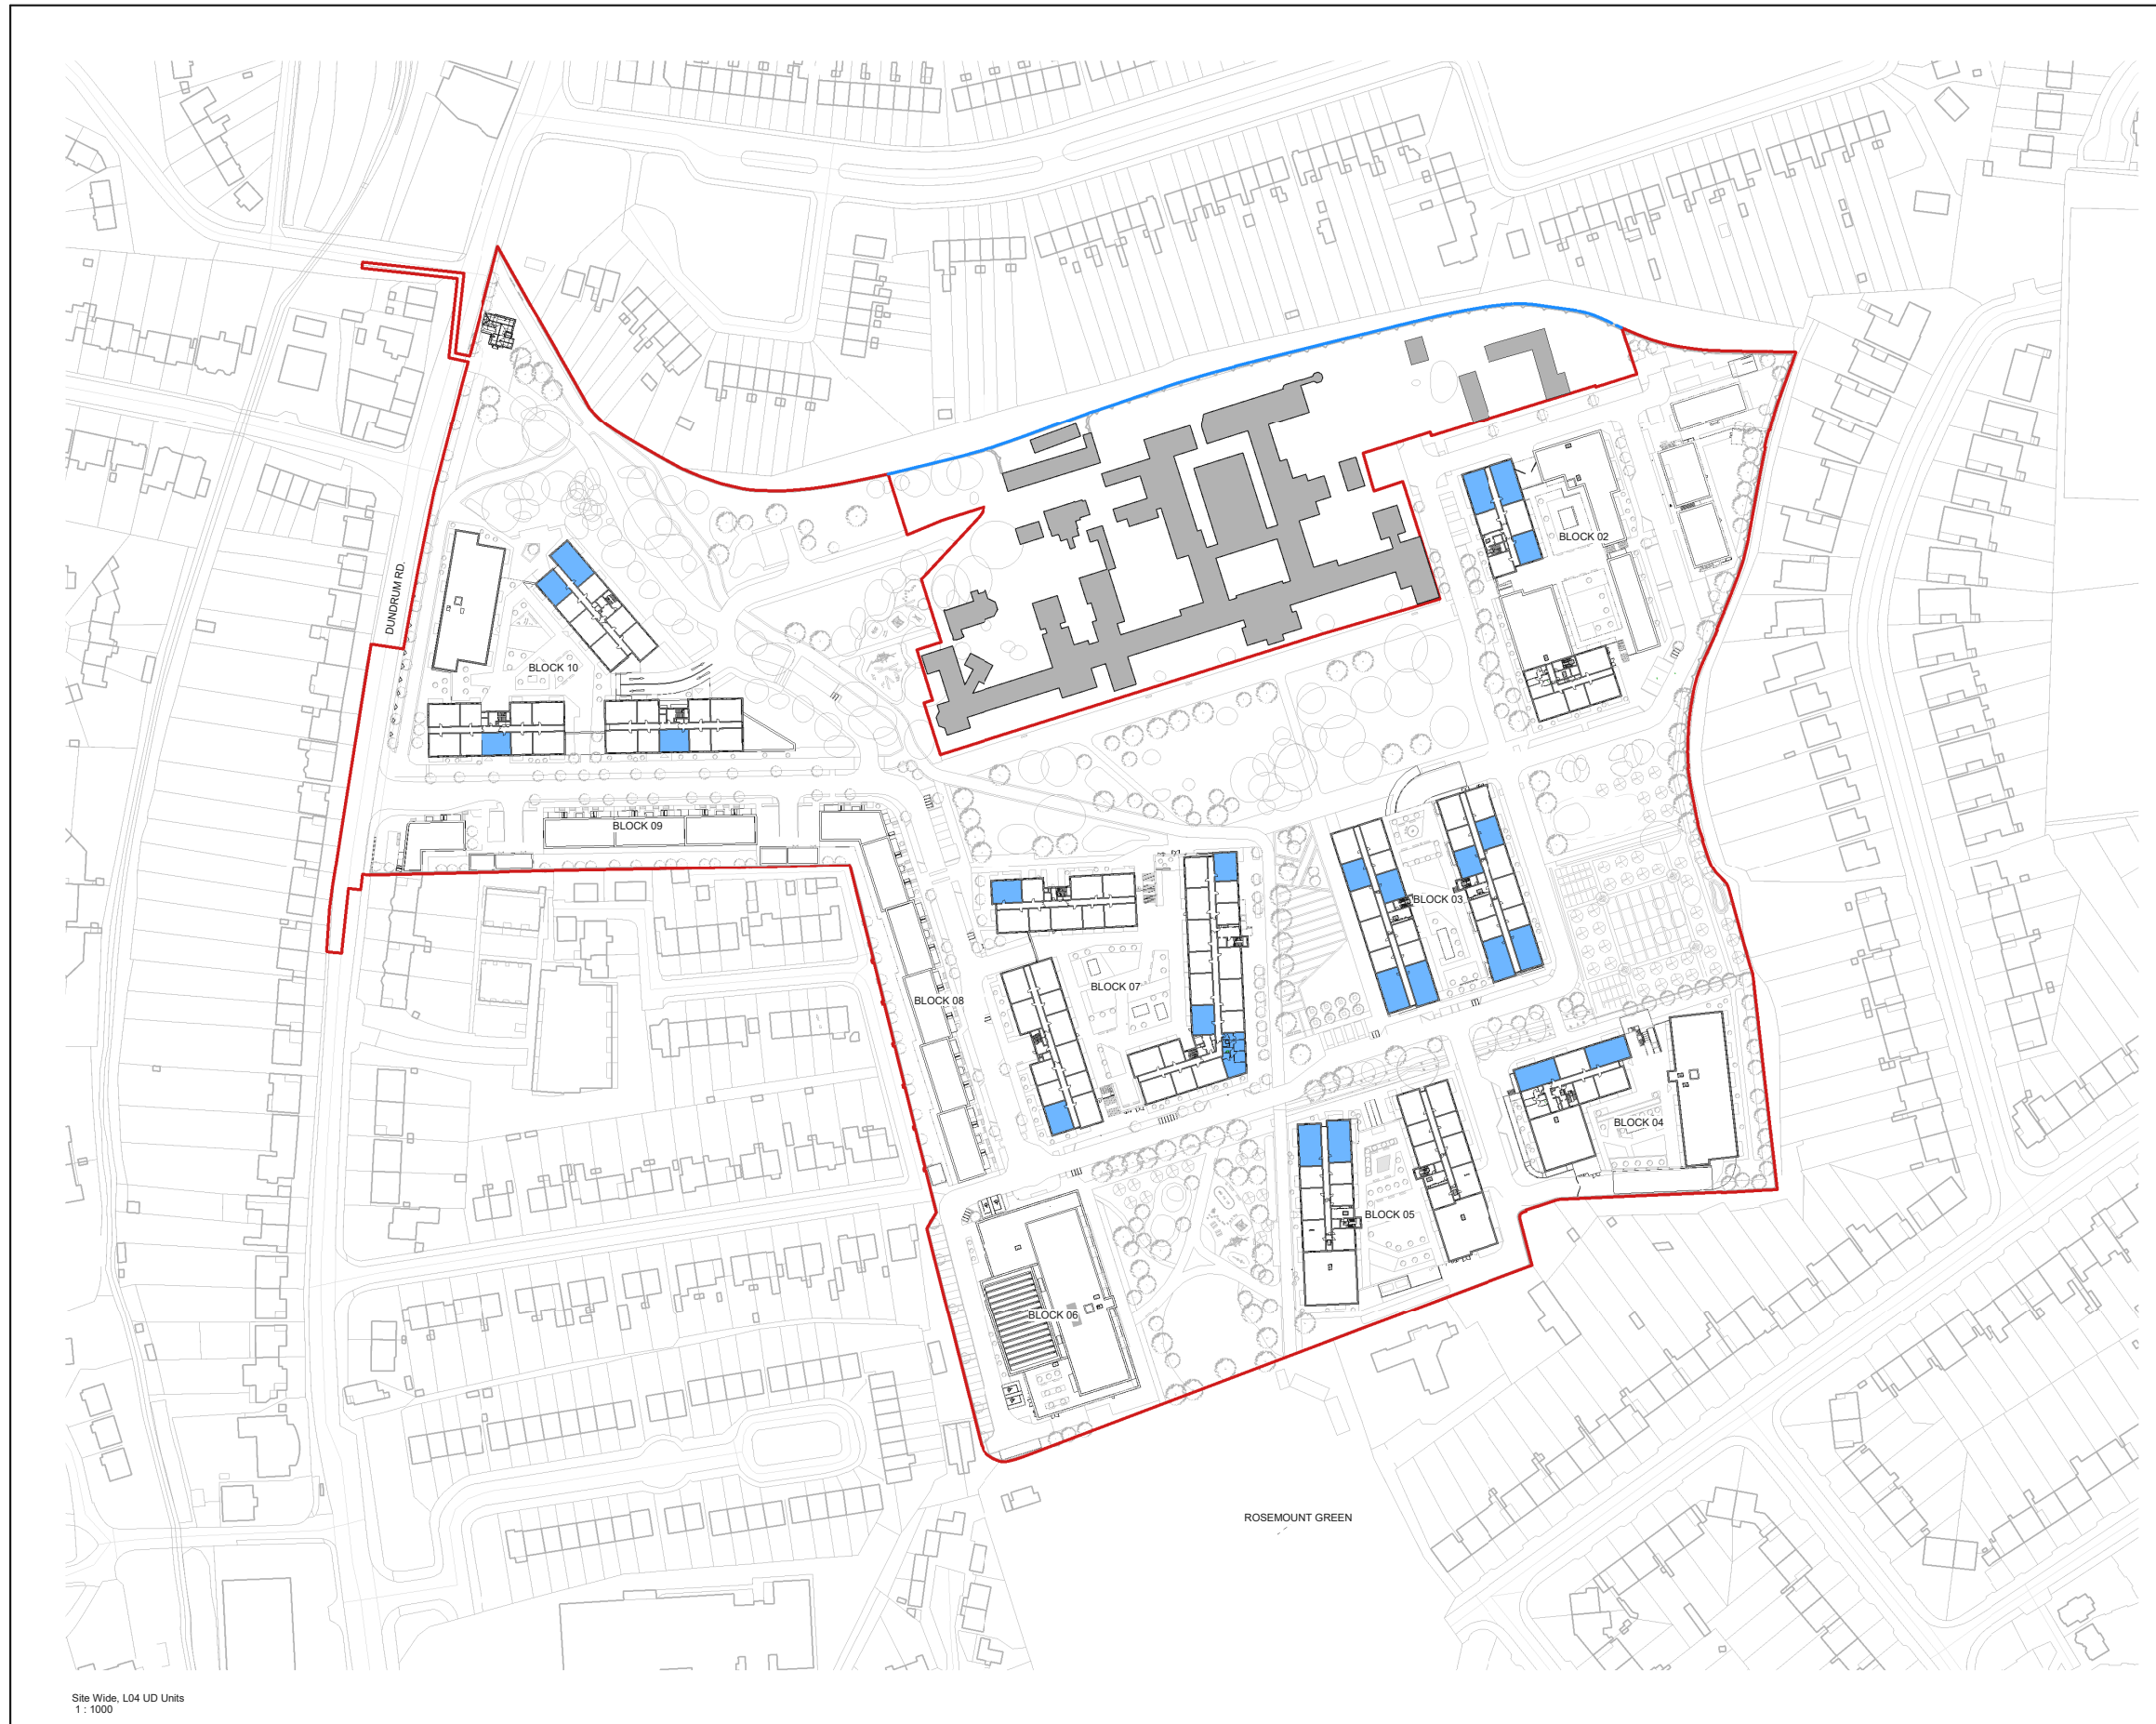 BLOCK 02
DUNDRUM RD.
BLOCK 10
BLOCK 09
BLOCK 03
BLOCK 07
BLOCK 08
BLOCK 04
BLOCK 05
BLOCK 06
ROSEMOUNT GREEN
Site Wide, L04 UD Units
1 : 1000